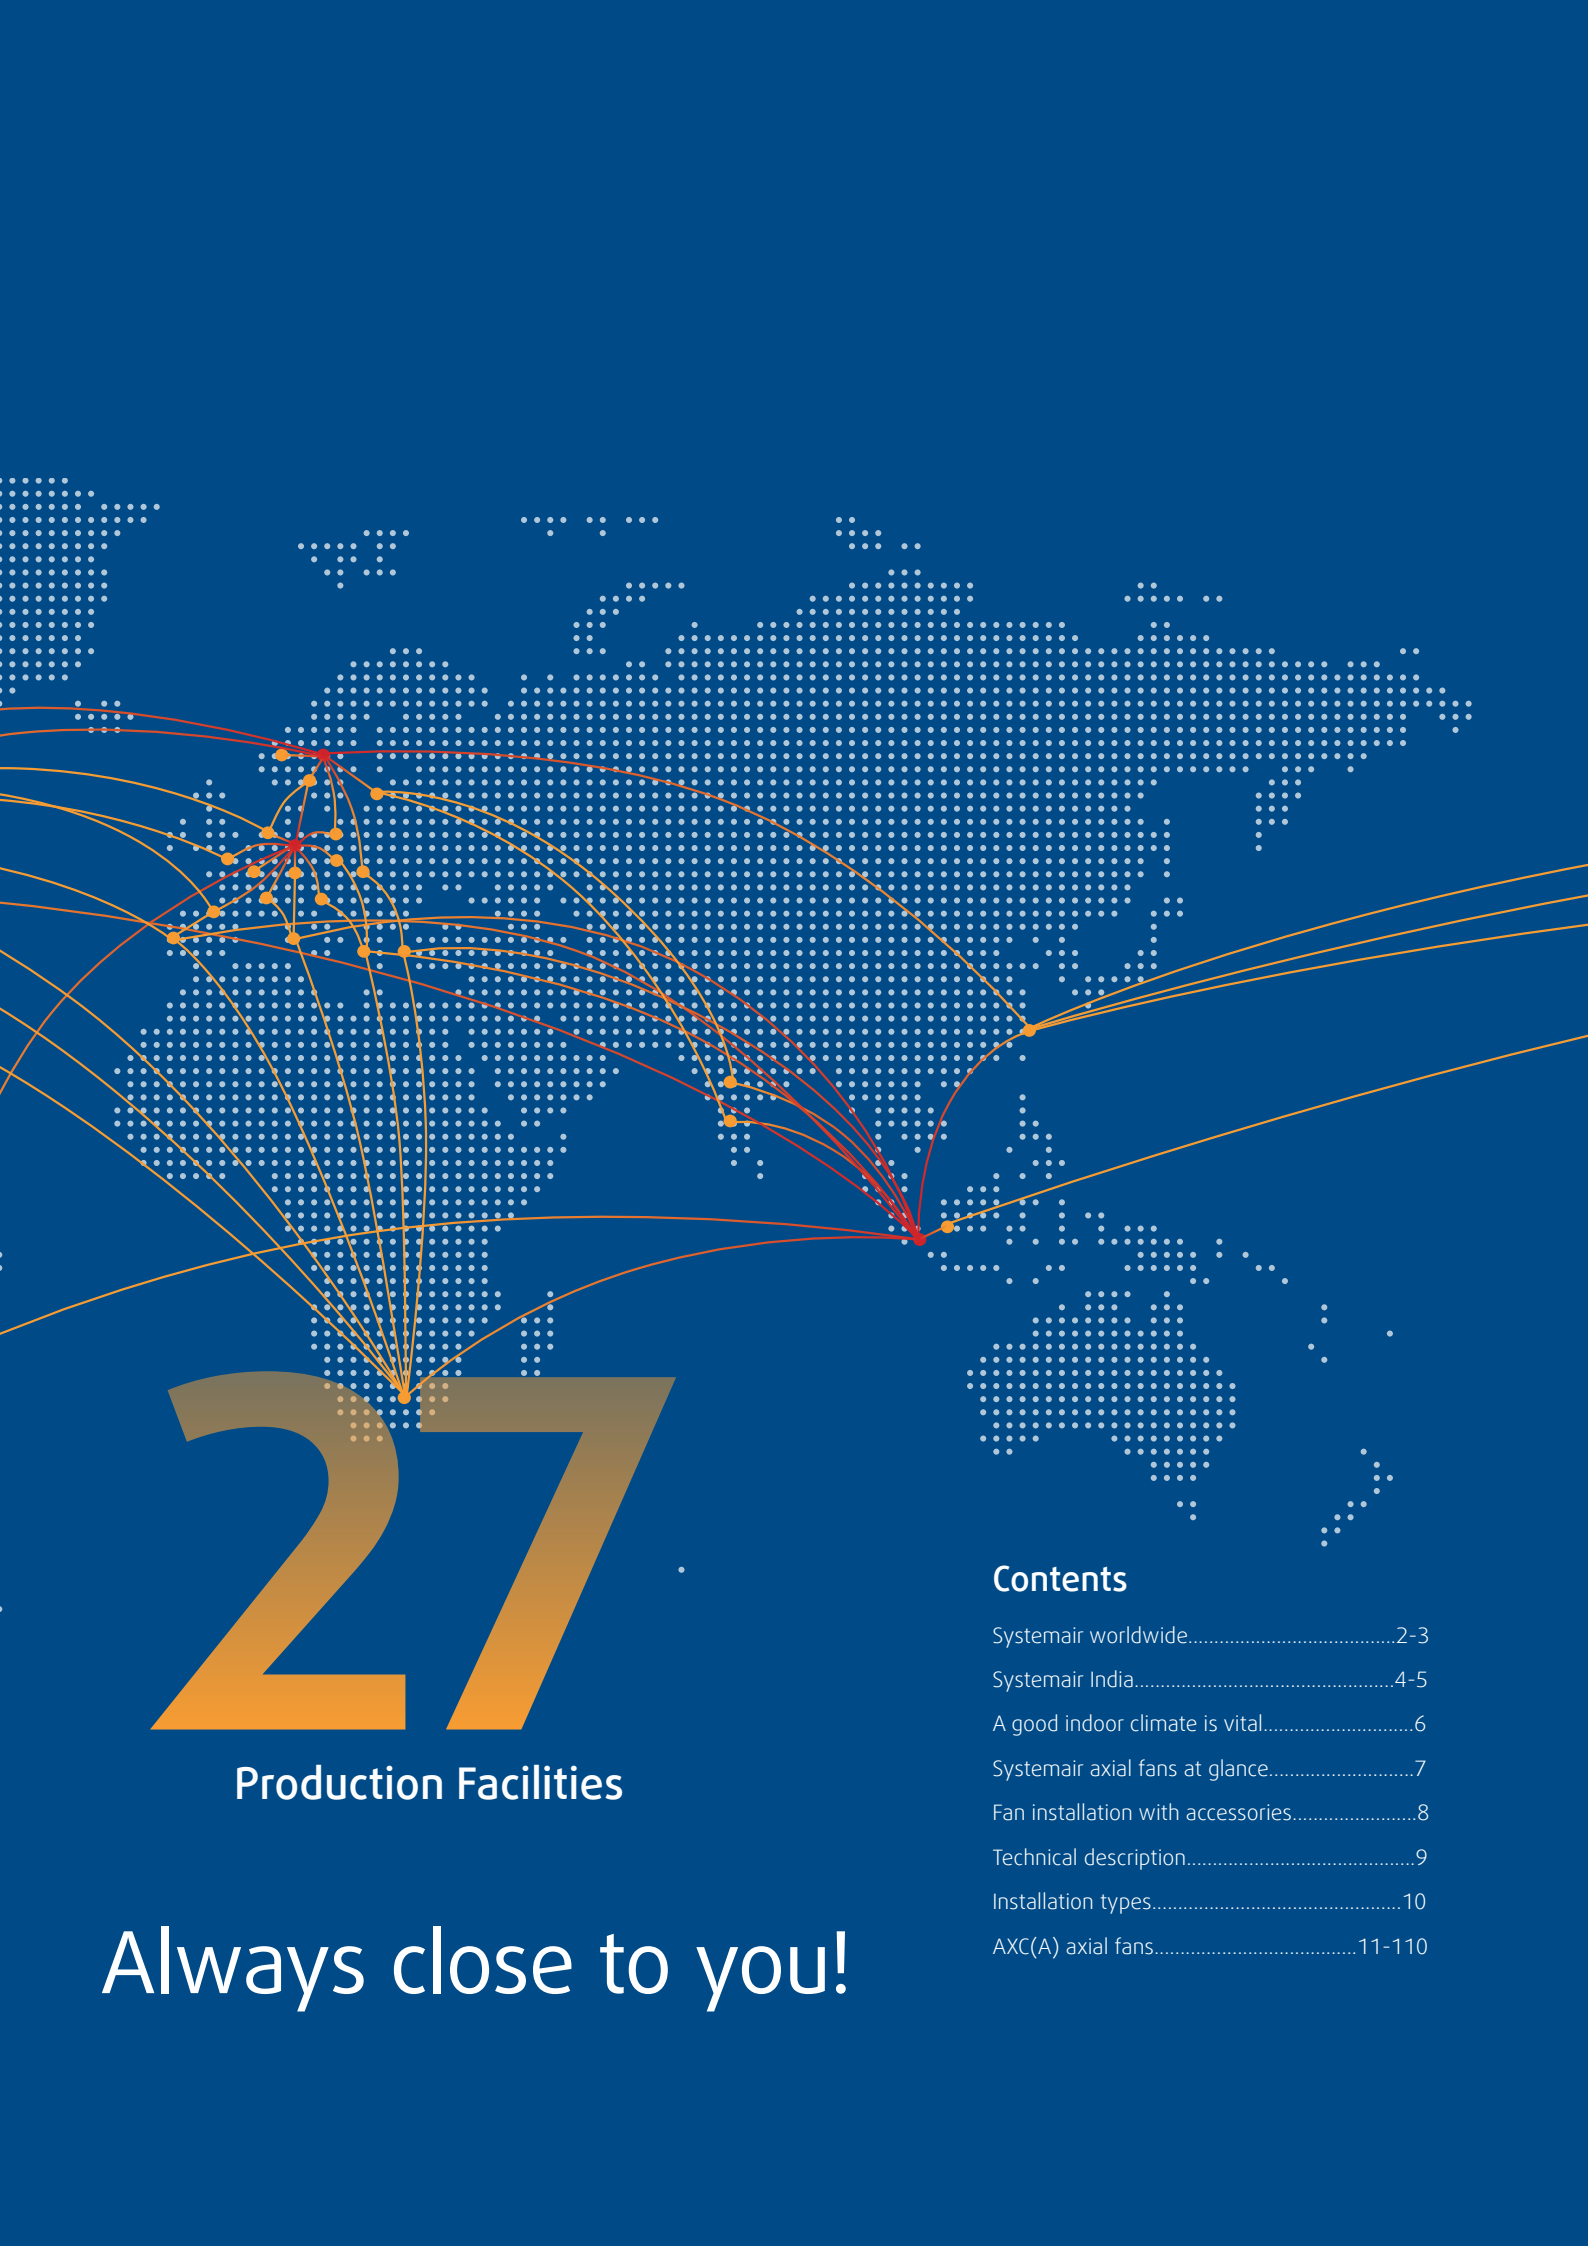 27
Production Facilities
Always close to you!
Contents
Systemair worldwide........................................2-3
Systemair India..................................................4-5
A good indoor climate is vital.............................6
Systemair axial fans at glance............................7
Fan installation with accessories........................8
Technical description............................................9
Installation types................................................10
AXC(A) axial fans.......................................11-110